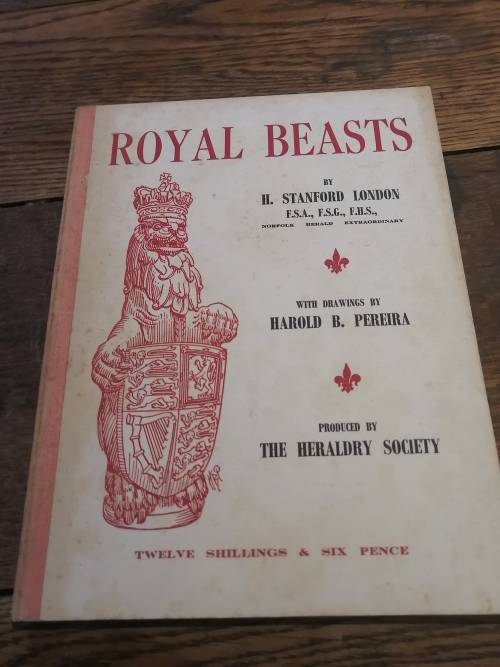 ROYAL BEASTS
BY
H. STANFORD LONDON
F.S.A., F.S.G., F.H.S.,
NORFOLK HERALD EXTRAORDINARY
WITH DRAWINGS BY
HAROLD B. PEREIRA
PRODUCED BY
THE HERALDRY SOCIETY
TWELVE SHILLINGS & SIX PENCE